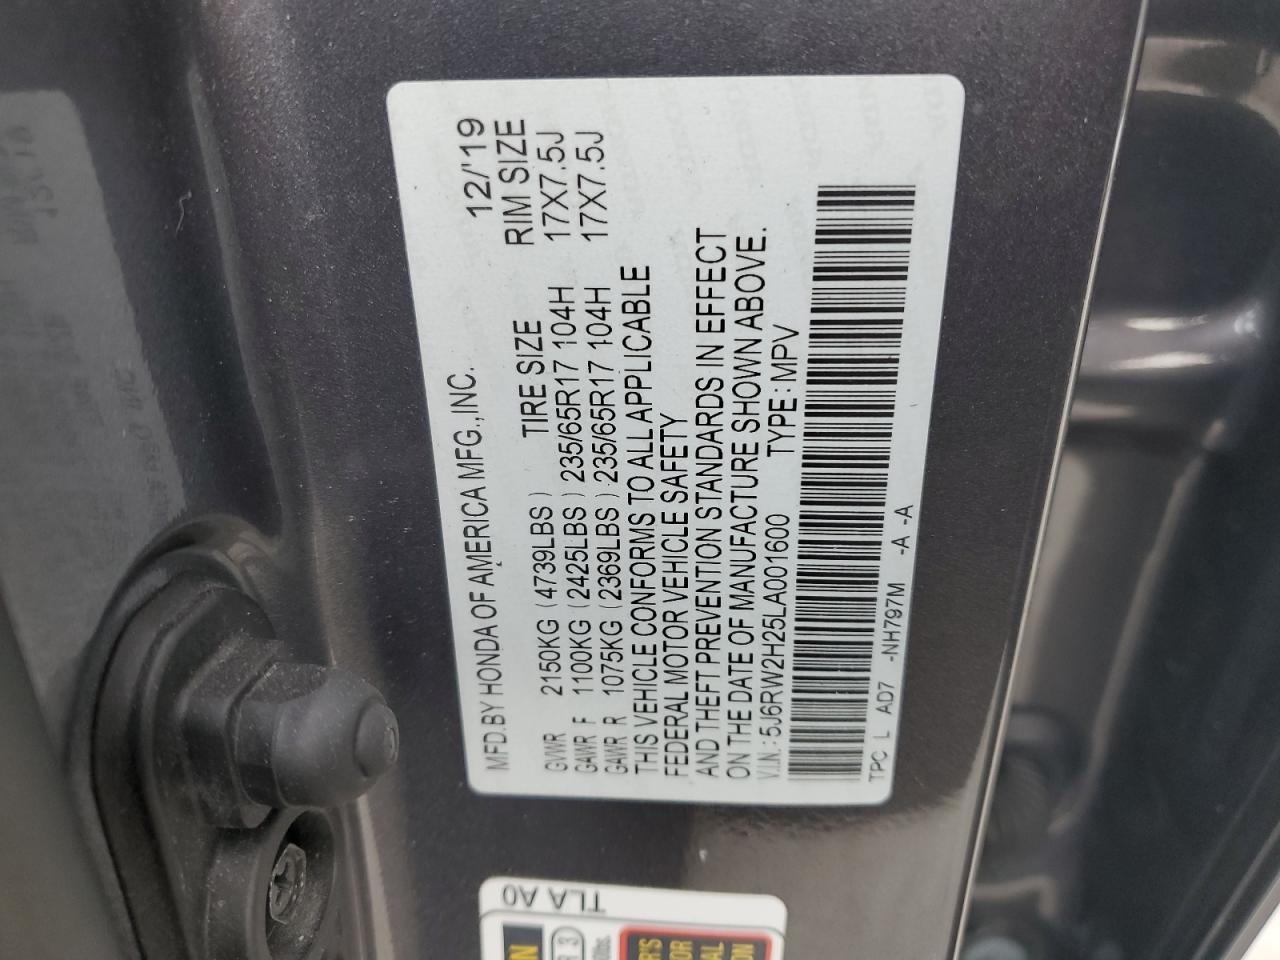 MFD.BY HONDA OF AMERICA MFG.,INC. 12/'19
TIRE SIZE RIM SIZE
GVWR 2150KG (4739LBS)
GAWR F 1100KG (2425LBS) 235/65R17 104H 17X7.5J
GAWR R 1075KG (2369LBS) 235/65R17 104H 17X7.5J
THIS VEHICLE CONFORMS TO ALL APPLICABLE
FEDERAL MOTOR VEHICLE SAFETY
AND THEFT PREVENTION STANDARDS IN EFFECT
ON THE DATE OF MANUFACTURE SHOWN ABOVE.
V.I.N.: 5J6RW2H25LA001600 TYPE: MPV
TPC L AD7 -NH797M -A -A
TLA A0